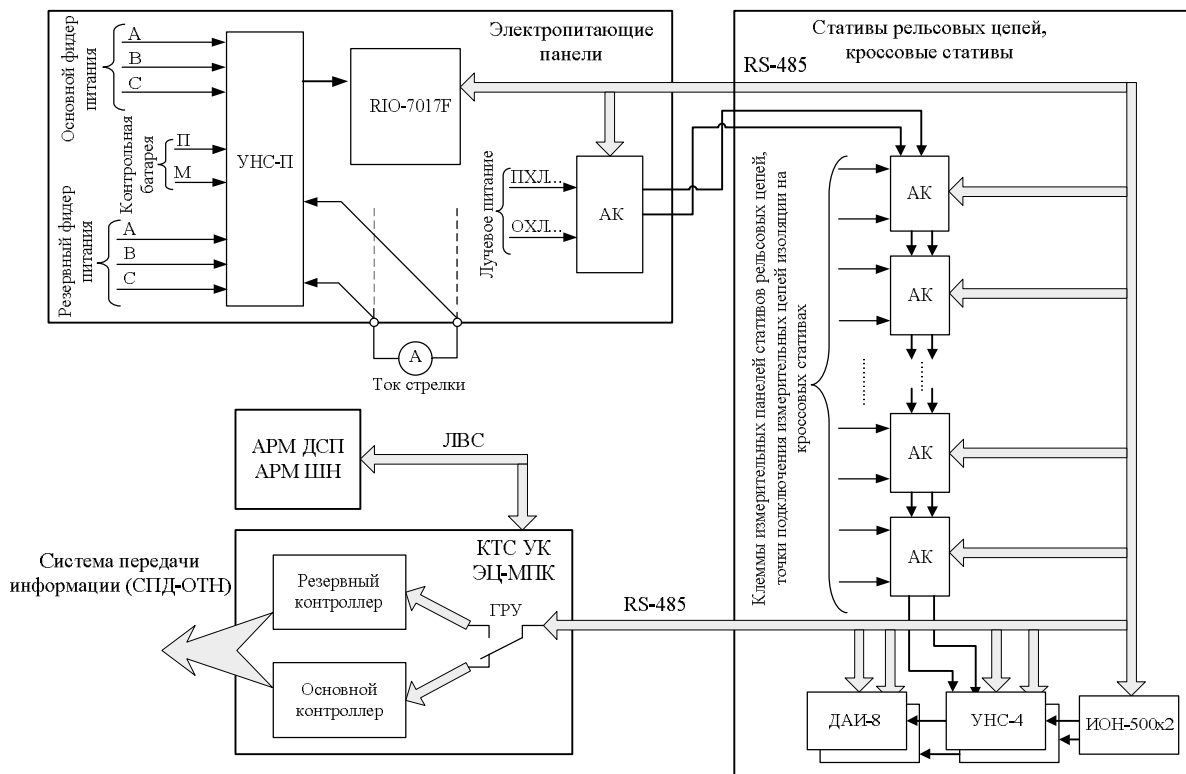 Электропитающие
панели
Основной фидер
питания
А
В
С
Контрольная
батарея
П
М
Резервный фидер
питания
А
В
С
УНС-П
RIO-7017F
Лучевое питание
ПХЛ...
ОХЛ...
АК
А
Ток стрелки
Стативы рельсовых цепей,
кроссовые стативы
RS-485
Клеммы измерительных панелей стативов рельсовых цепей,
точки подключения измерительных цепей изоляции на
кроссовых стативах
АК
АК
АК
АК
АРМ ДСП
АРМ ШН
ЛВС
КТС УК
ЭЦ-МПК
Система передачи
информации (СПД-ОТН)
Резервный
контроллер
ГРУ
Основной
контроллер
RS-485
ДАИ-8
УНС-4
ИОН-500х2